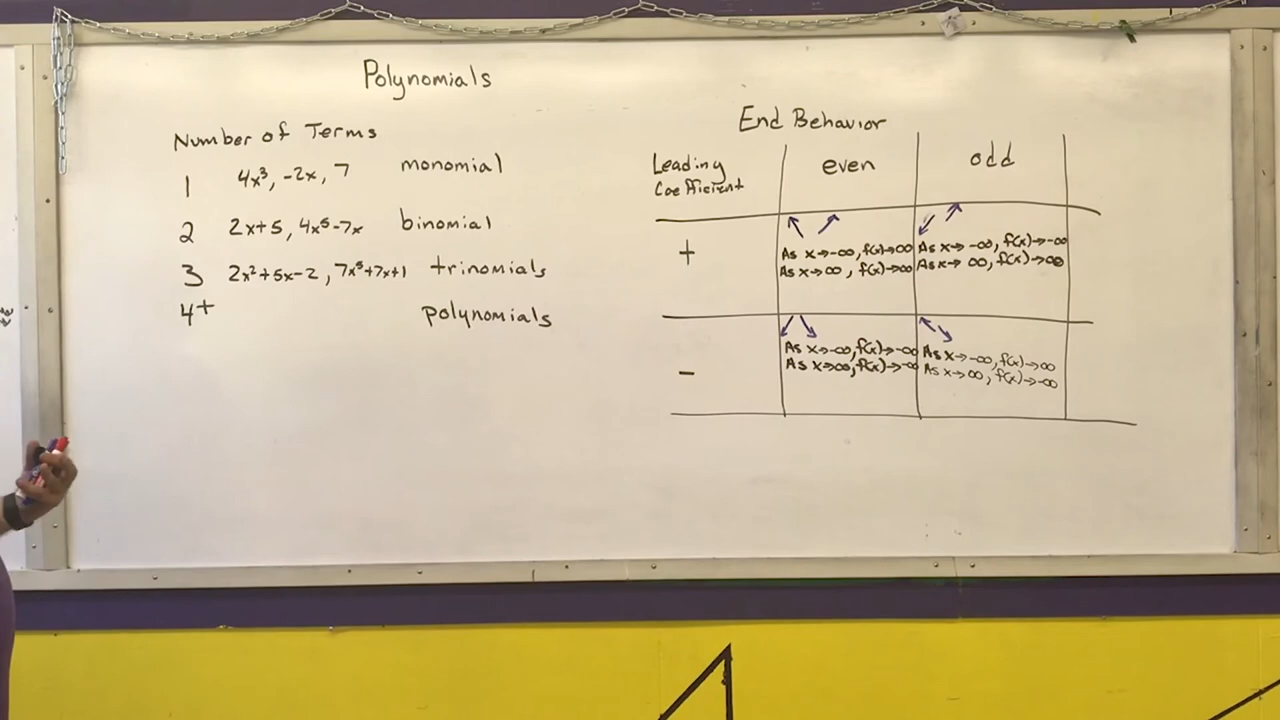 Polynomials
Number of Terms
1 4x³, -2x, 7 monomial
2 2x+5, 4x⁵-7x binomial
3 2x²+5x-2, 7x⁵+7x+1 trinomials
4+ polynomials
End Behavior
Leading
Coefficient
even odd
+
As x→-∞, f(x)→∞
As x→∞, f(x)→∞
As x→-∞, f(x)→-∞
As x→∞, f(x)→∞
-
As x→-∞, f(x)→-∞
As x→∞, f(x)→-∞
As x→-∞, f(x)→∞
As x→∞, f(x)→-∞